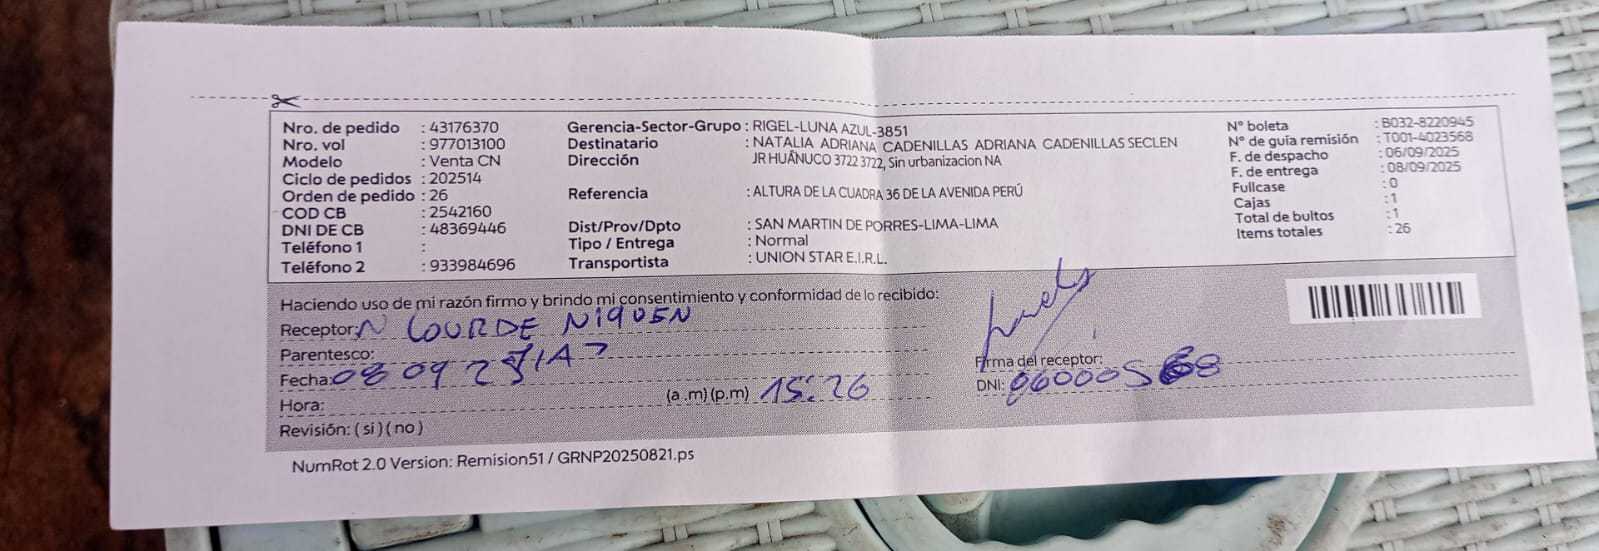 Nro. de pedido : 43176370
Nro. vol : 977013100
Modelo : Venta CN
Ciclo de pedidos : 202514
Orden de pedido : 26
COD CB : 2542160
DNI DE CB : 48369446
Teléfono 1 :
Teléfono 2 : 933984696
Gerencia-Sector-Grupo : RIGEL-LUNA AZUL-3851
Destinatario : NATALIA ADRIANA CADENILLAS ADRIANA CADENILLAS SECLEN
Dirección JR HUÃNUCO 3722 3722, Sin urbanizacion NA
Referencia : ALTURA DE LA CUADRA 36 DE LA AVENIDA PERÚ
Dist/Prov/Dpto : SAN MARTIN DE PORRES-LIMA-LIMA
Tipo / Entrega : Normal
Transportista : UNION STAR E.I.R.L.
N° boleta : B032-8220945
N° de guía remisión : T001-4023568
F. de despacho : 06/09/2025
F. de entrega : 08/09/2025
Fullcase : 0
Cajas : 1
Total de bultos : 1
Items totales : 26
Haciendo uso de mi razón firmo y brindo mi consentimiento y conformidad de lo recibido:
Receptor: N LOURDE NIQUEN
Parentesco:
Fecha: 08 09 25
Hora: (a .m) (p.m) 15:26
Revisión: ( si ) ( no )
Firma del receptor:
DNI:
NumRot 2.0 Version: Remision51 / GRNP20250821.ps